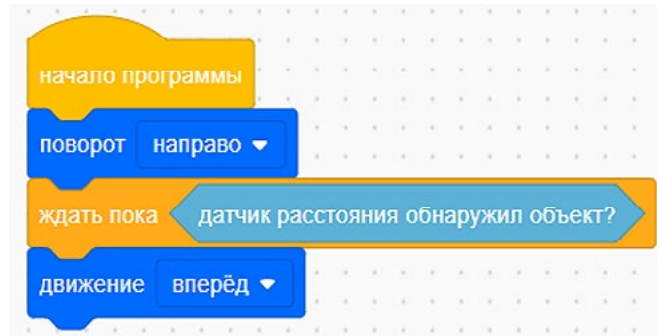 начало программы
поворот направо
ждать пока датчик расстояния обнаружил объект?
движение вперёд